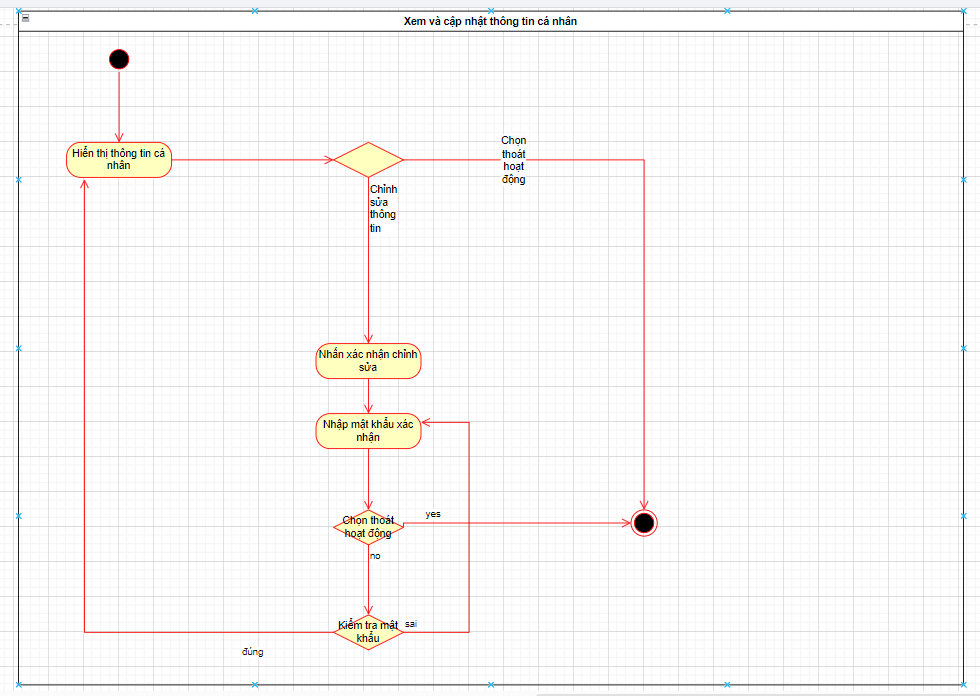 Xem và cập nhật thông tin cá nhân
Hiển thị thông tin cá
nhân
Chọn
thoát
hoạt
động
Chỉnh
sửa
thông
tin
Nhấn xác nhận chỉnh
sửa
Nhập mật khẩu xác
nhận
Chọn thoát
hoạt động
yes
no
Kiểm tra mật
khẩu
sai
đúng